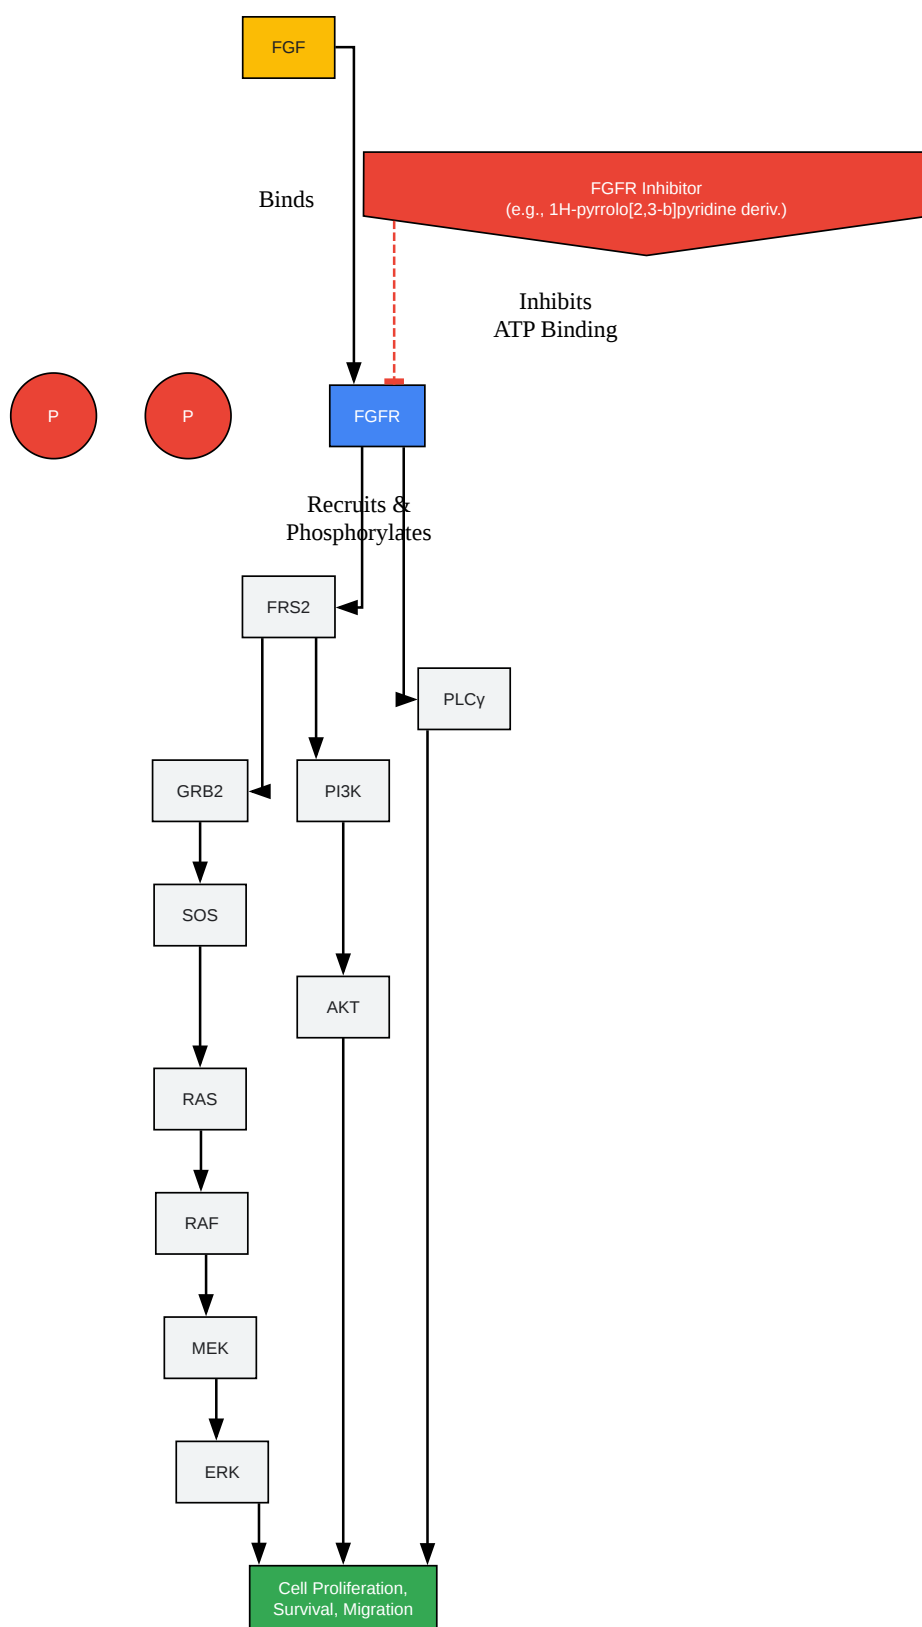 FGF
Binds
FGFR Inhibitor
(e.g., 1H-pyrrolo[2,3-b]pyridine deriv.)
Inhibits
ATP Binding
P
P
FGFR
Recruits &
Phosphorylates
FRS2
PLCγ
GRB2
PI3K
SOS
AKT
RAS
RAF
MEK
ERK
Cell Proliferation,
Survival, Migration